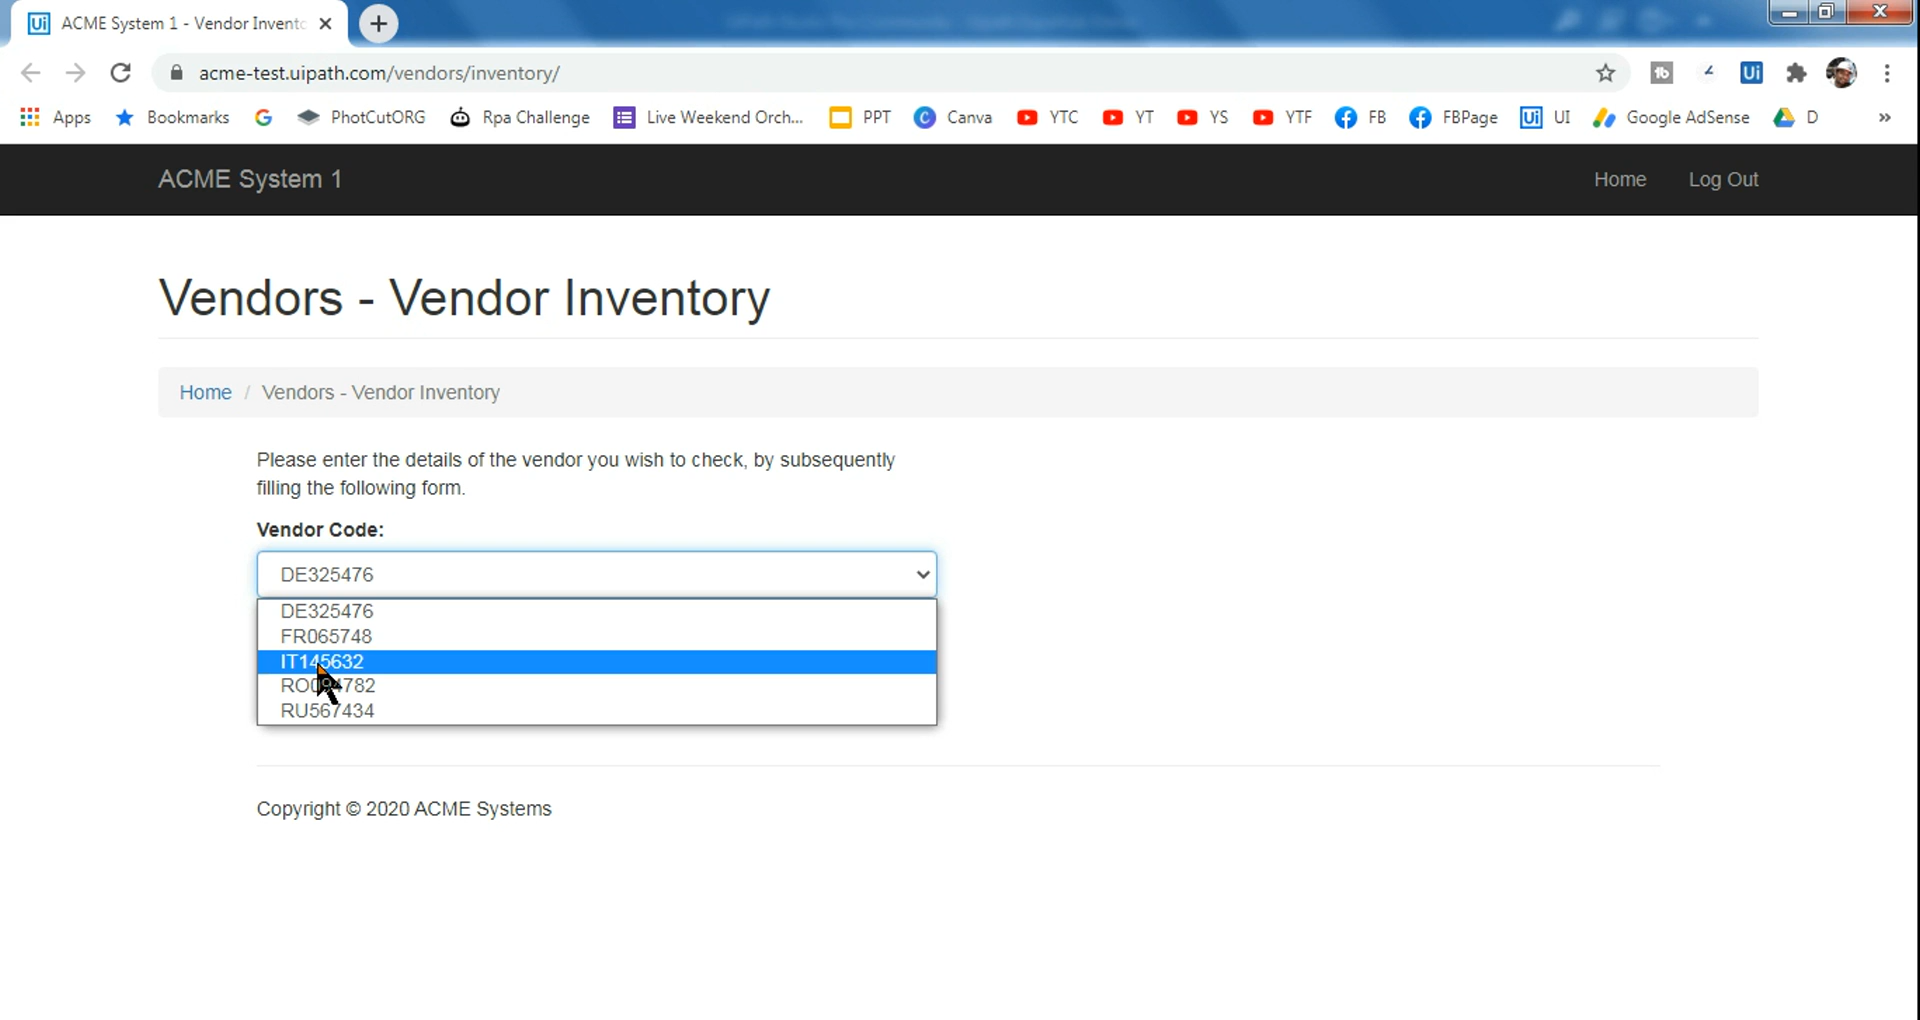 ACME System 1 - Vendor Invento
acme-test.uipath.com/vendors/inventory/
Apps Bookmarks PhotCutORG Rpa Challenge Live Weekend Orch... PPT Canva YTC YT YS YTF FB FBPage UI Google AdSense D »
ACME System 1 Home Log Out
Vendors - Vendor Inventory
Home / Vendors - Vendor Inventory
Please enter the details of the vendor you wish to check, by subsequently
filling the following form.
Vendor Code:
DE325476
DE325476
FR065748
IT145632
RU567434
Copyright © 2020 ACME Systems